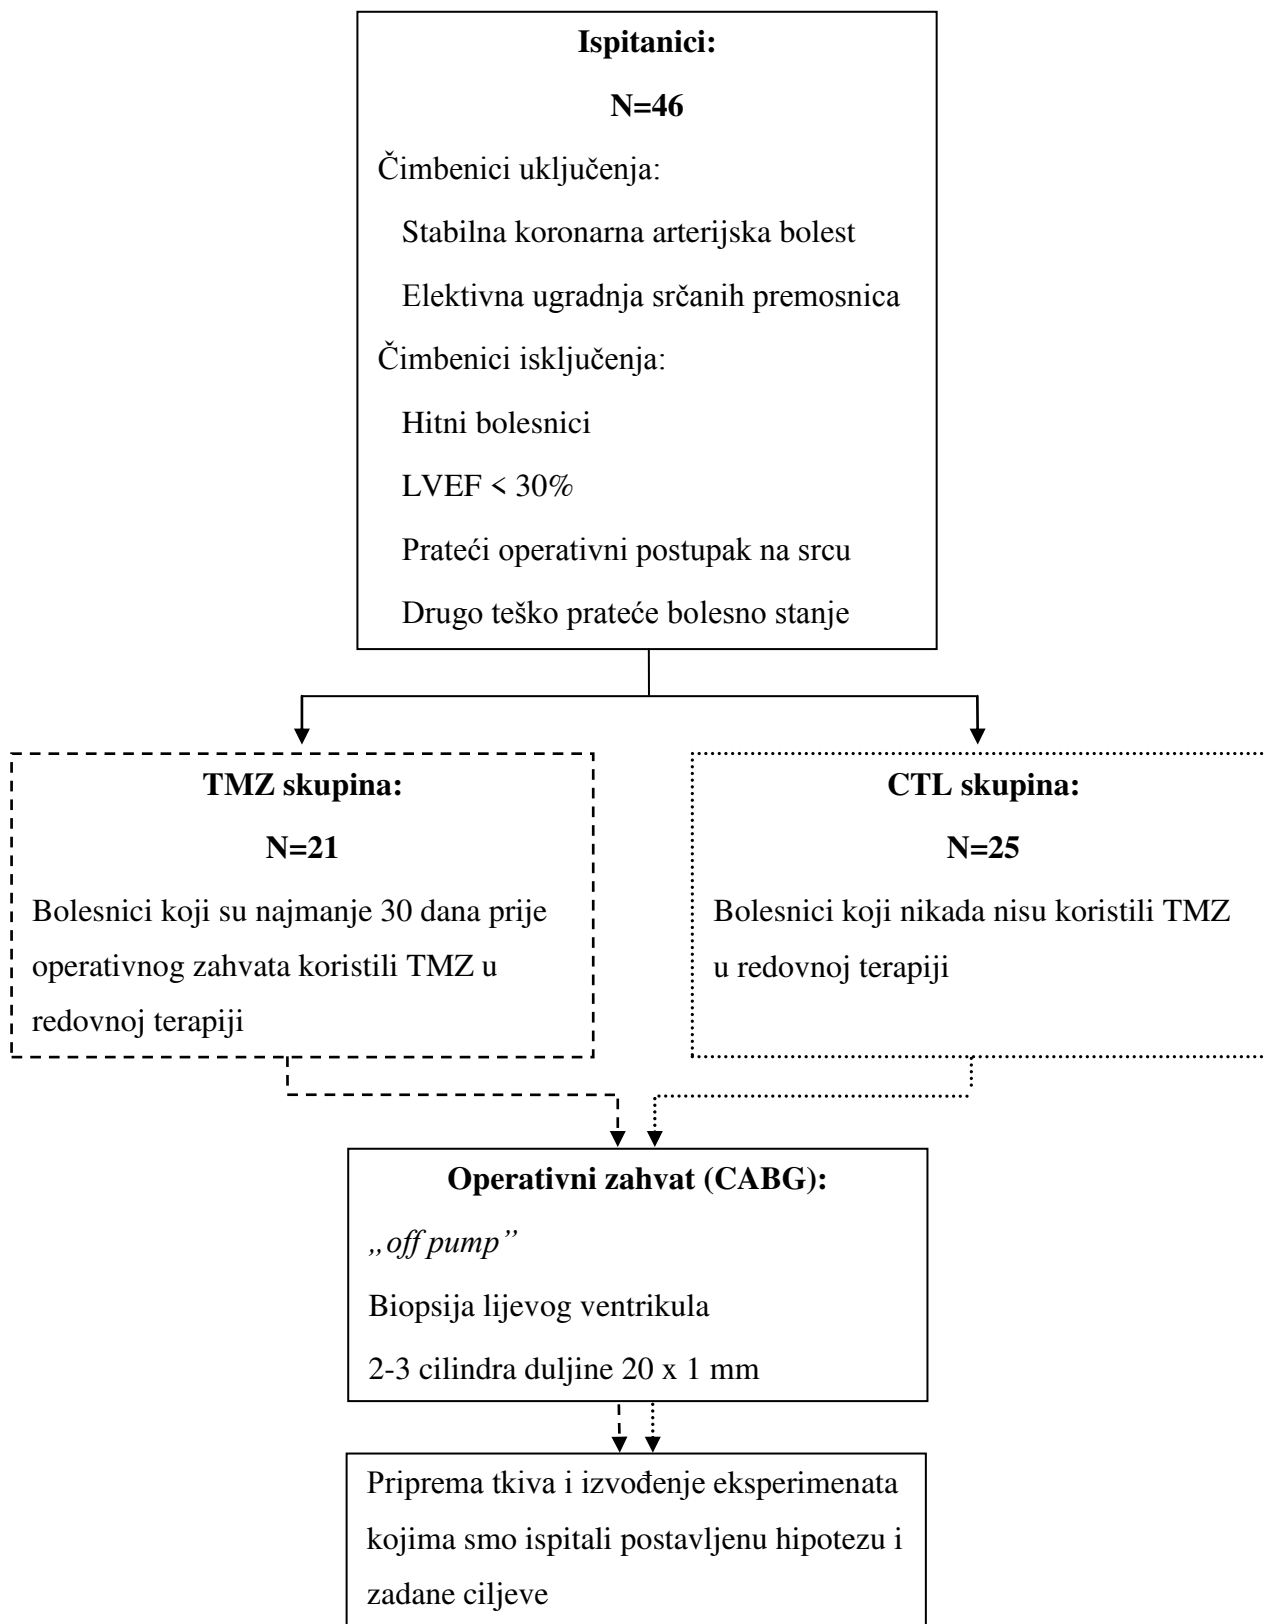 Ispitanici:
N=46
Čimbenici uključenja:
Stabilna koronarna arterijska bolest
Elektivna ugradnja srčanih premosnica
Čimbenici isključenja:
Hitni bolesnici
LVEF < 30%
Prateći operativni postupak na srcu
Drugo teško prateće bolesno stanje
TMZ skupina:
N=21
Bolesnici koji su najmanje 30 dana prije
operativnog zahvata koristili TMZ u
redovnoj terapiji
CTL skupina:
N=25
Bolesnici koji nikada nisu koristili TMZ
u redovnoj terapiji
Operativni zahvat (CABG):
„off pump”
Biopsija lijevog ventrikula
2-3 cilindra duljine 20 x 1 mm
Priprema tkiva i izvođenje eksperimenata
kojima smo ispitali postavljenu hipotezu i
zadane ciljeve